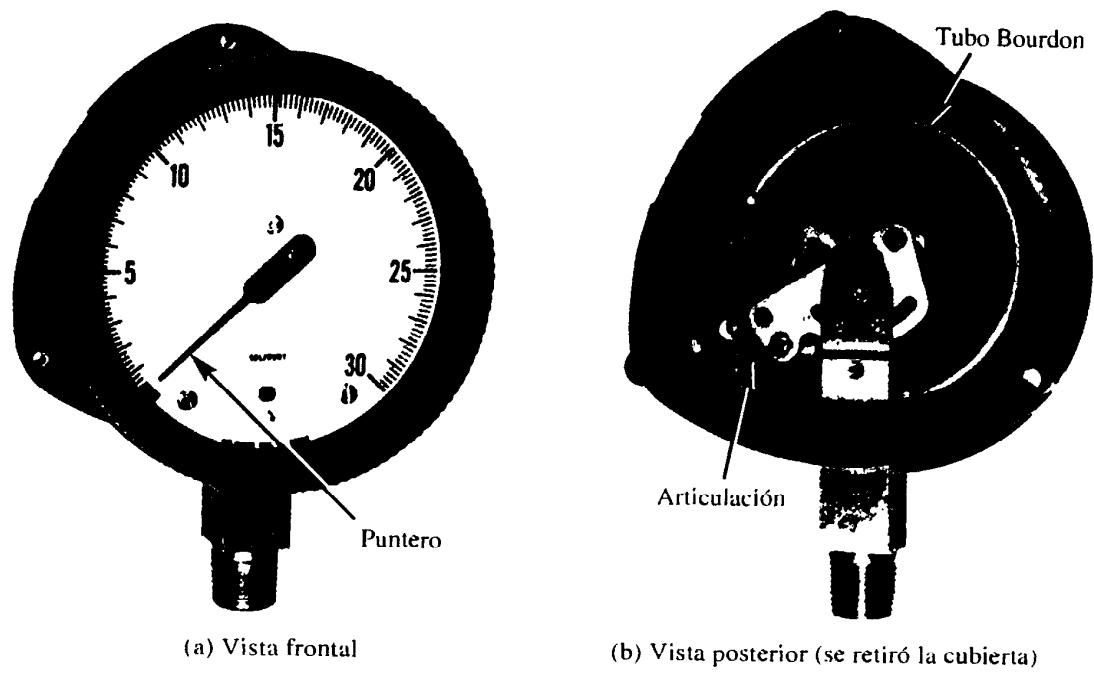 Tubo Bourdon
15
10
20
5
25
30
Articulación
Puntero
(a) Vista frontal
(b) Vista posterior (se retiró la cubierta)